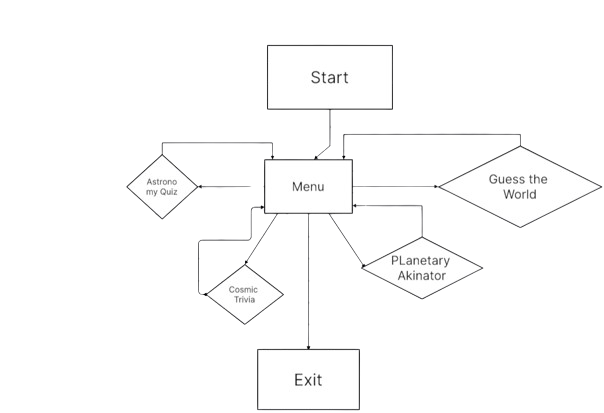 Start
Menu
Astrono
my Quiz
Guess the
World
PLanetary
Akinator
Cosmic
Trivia
Exit